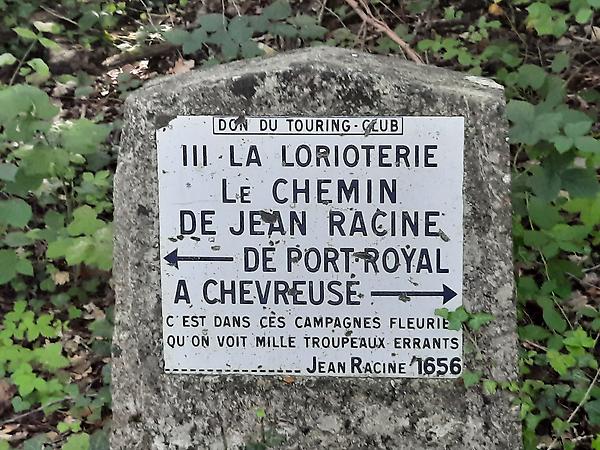 DON DU TOURING-CLUB
III LA LORIOTERIE
LE CHEMIN
DE JEAN RACINE
DE PORT ROYAL
A CHEVREUSE
C'EST DANS CES CAMPAGNES FLEURIES
QU'ON VOIT MILLE TROUPEAUX ERRANTS
JEAN RACINE 1656